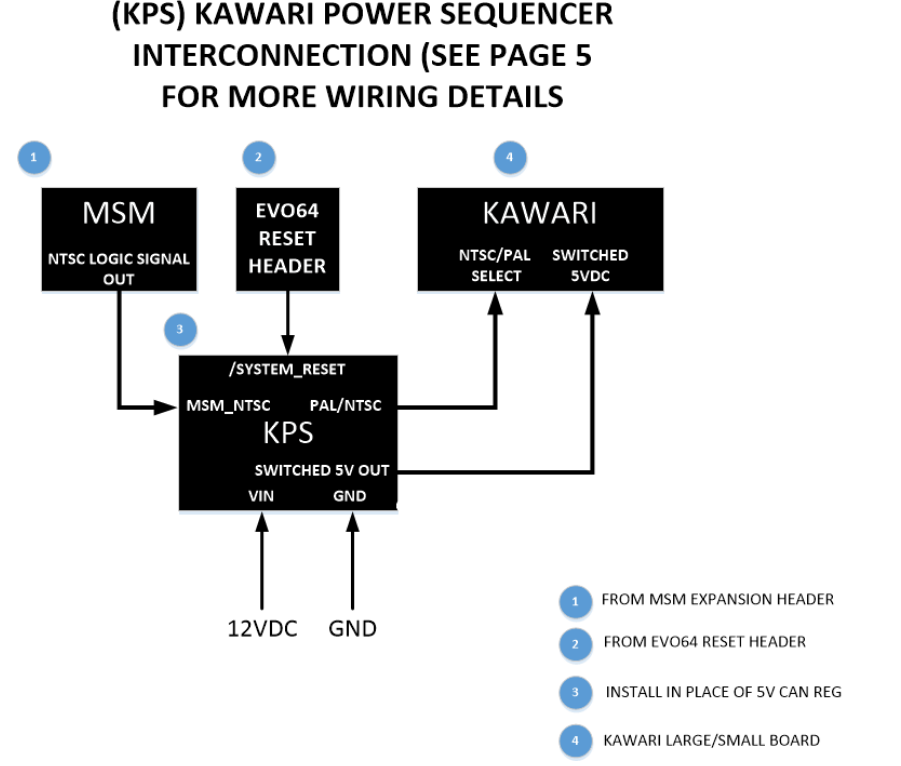 (KPS) KAWARI POWER SEQUENCER
INTERCONNECTION (SEE PAGE 5
FOR MORE WIRING DETAILS
1
2
4
MSM
NTSC LOGIC SIGNAL
OUT
EVO64
RESET
HEADER
KAWARI
NTSC/PAL
SELECT
SWITCHED
5VDC
3
/SYSTEM_RESET
MSM_NTSC
PAL/NTSC
KPS
SWITCHED 5V OUT
VIN
GND
12VDC
GND
1 FROM MSM EXPANSION HEADER
2 FROM EVO64 RESET HEADER
3 INSTALL IN PLACE OF 5V CAN REG
4 KAWARI LARGE/SMALL BOARD